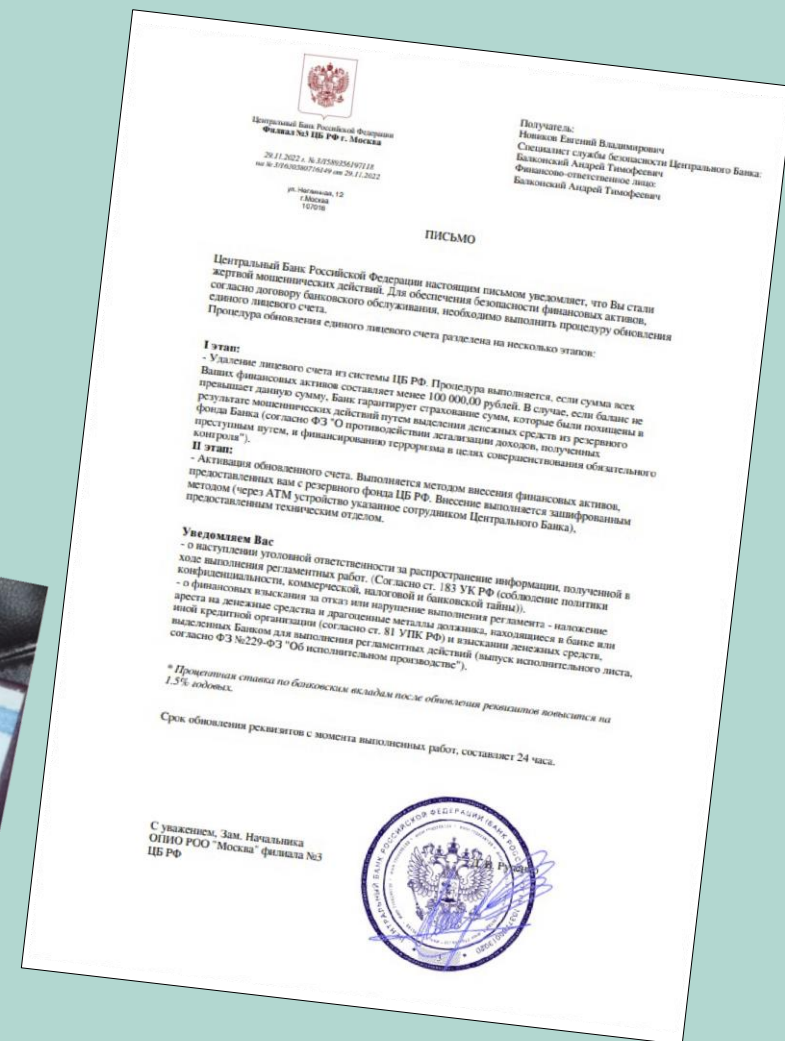 Центральный Банк Российской Федерации
Филиал №3 ЦБ РФ г. Москва
29.11.2022 г. № 3/1589356197118
на № 3/1620380716149 от 29.11.2022
ул. Неглинная, 12
г.Москва
107016
Получатель:
Новиков Евгений Владимирович
Специалист службы безопасности Центрального Банка:
Балконский Андрей Тимофеевич
Финансово-ответственное лицо:
Балконский Андрей Тимофеевич
ПИСЬМО
Центральный Банк Российской Федерации настоящим письмом уведомляет, что Вы стали
жертвой мошеннических действий. Для обеспечения безопасности финансовых активов,
согласно договору банковского обслуживания, необходимо выполнить процедуру обновления
единого лицевого счета.
Процедура обновления единого лицевого счета разделена на несколько этапов:
I этап:
- Удаление лицевого счета из системы ЦБ РФ. Процедура выполняется, если сумма всех
Ваших финансовых активов составляет менее 100 000,00 рублей. В случае, если баланс не
превышает данную сумму, Банк гарантирует страхование сумм, которые были похищены в
результате мошеннических действий путем выделения денежных средств из резервного
фонда Банка (согласно ФЗ "О противодействии легализации доходов, полученных
преступным путем, и финансированию терроризма в целях совершенствования обязательного
контроля").
II этап:
- Активация обновленного счета. Выполняется методом внесения финансовых активов,
предоставленных вам с резервного фонда ЦБ РФ. Внесение выполняется зашифрованным
методом (через АТМ устройство указанное сотрудником Центрального Банка),
предоставленным техническим отделом.
Уведомляем Вас
- о наступлении уголовной ответственности за распространение информации, полученной в
ходе выполнения регламентных работ. (Согласно ст. 183 УК РФ (соблюдение политики
конфиденциальности, коммерческой, налоговой и банковской тайны)).
- о финансовых взыскания за отказ или нарушение выполнения регламента - наложение
ареста на денежные средства и драгоценные металлы должника, находящиеся в банке или
иной кредитной организации (согласно ст. 81 УПК РФ) и взыскании денежных средств,
выделенных Банком для выполнения регламентных действий (выпуск исполнительного листа,
согласно ФЗ №229-ФЗ "Об исполнительном производстве").
* Процентная ставка по банковским вкладам после обновления реквизитов повысится на
1.5% годовых.
Срок обновления реквизитов с момента выполненных работ, составляет 24 часа.
С уважением, Зам. Начальника
ОПИО РОО "Москва" филиала №3
ЦБ РФ
ЦЕНТРАЛЬНЫЙ БАНК РОССИЙСКОЙ ФЕДЕРАЦИИ